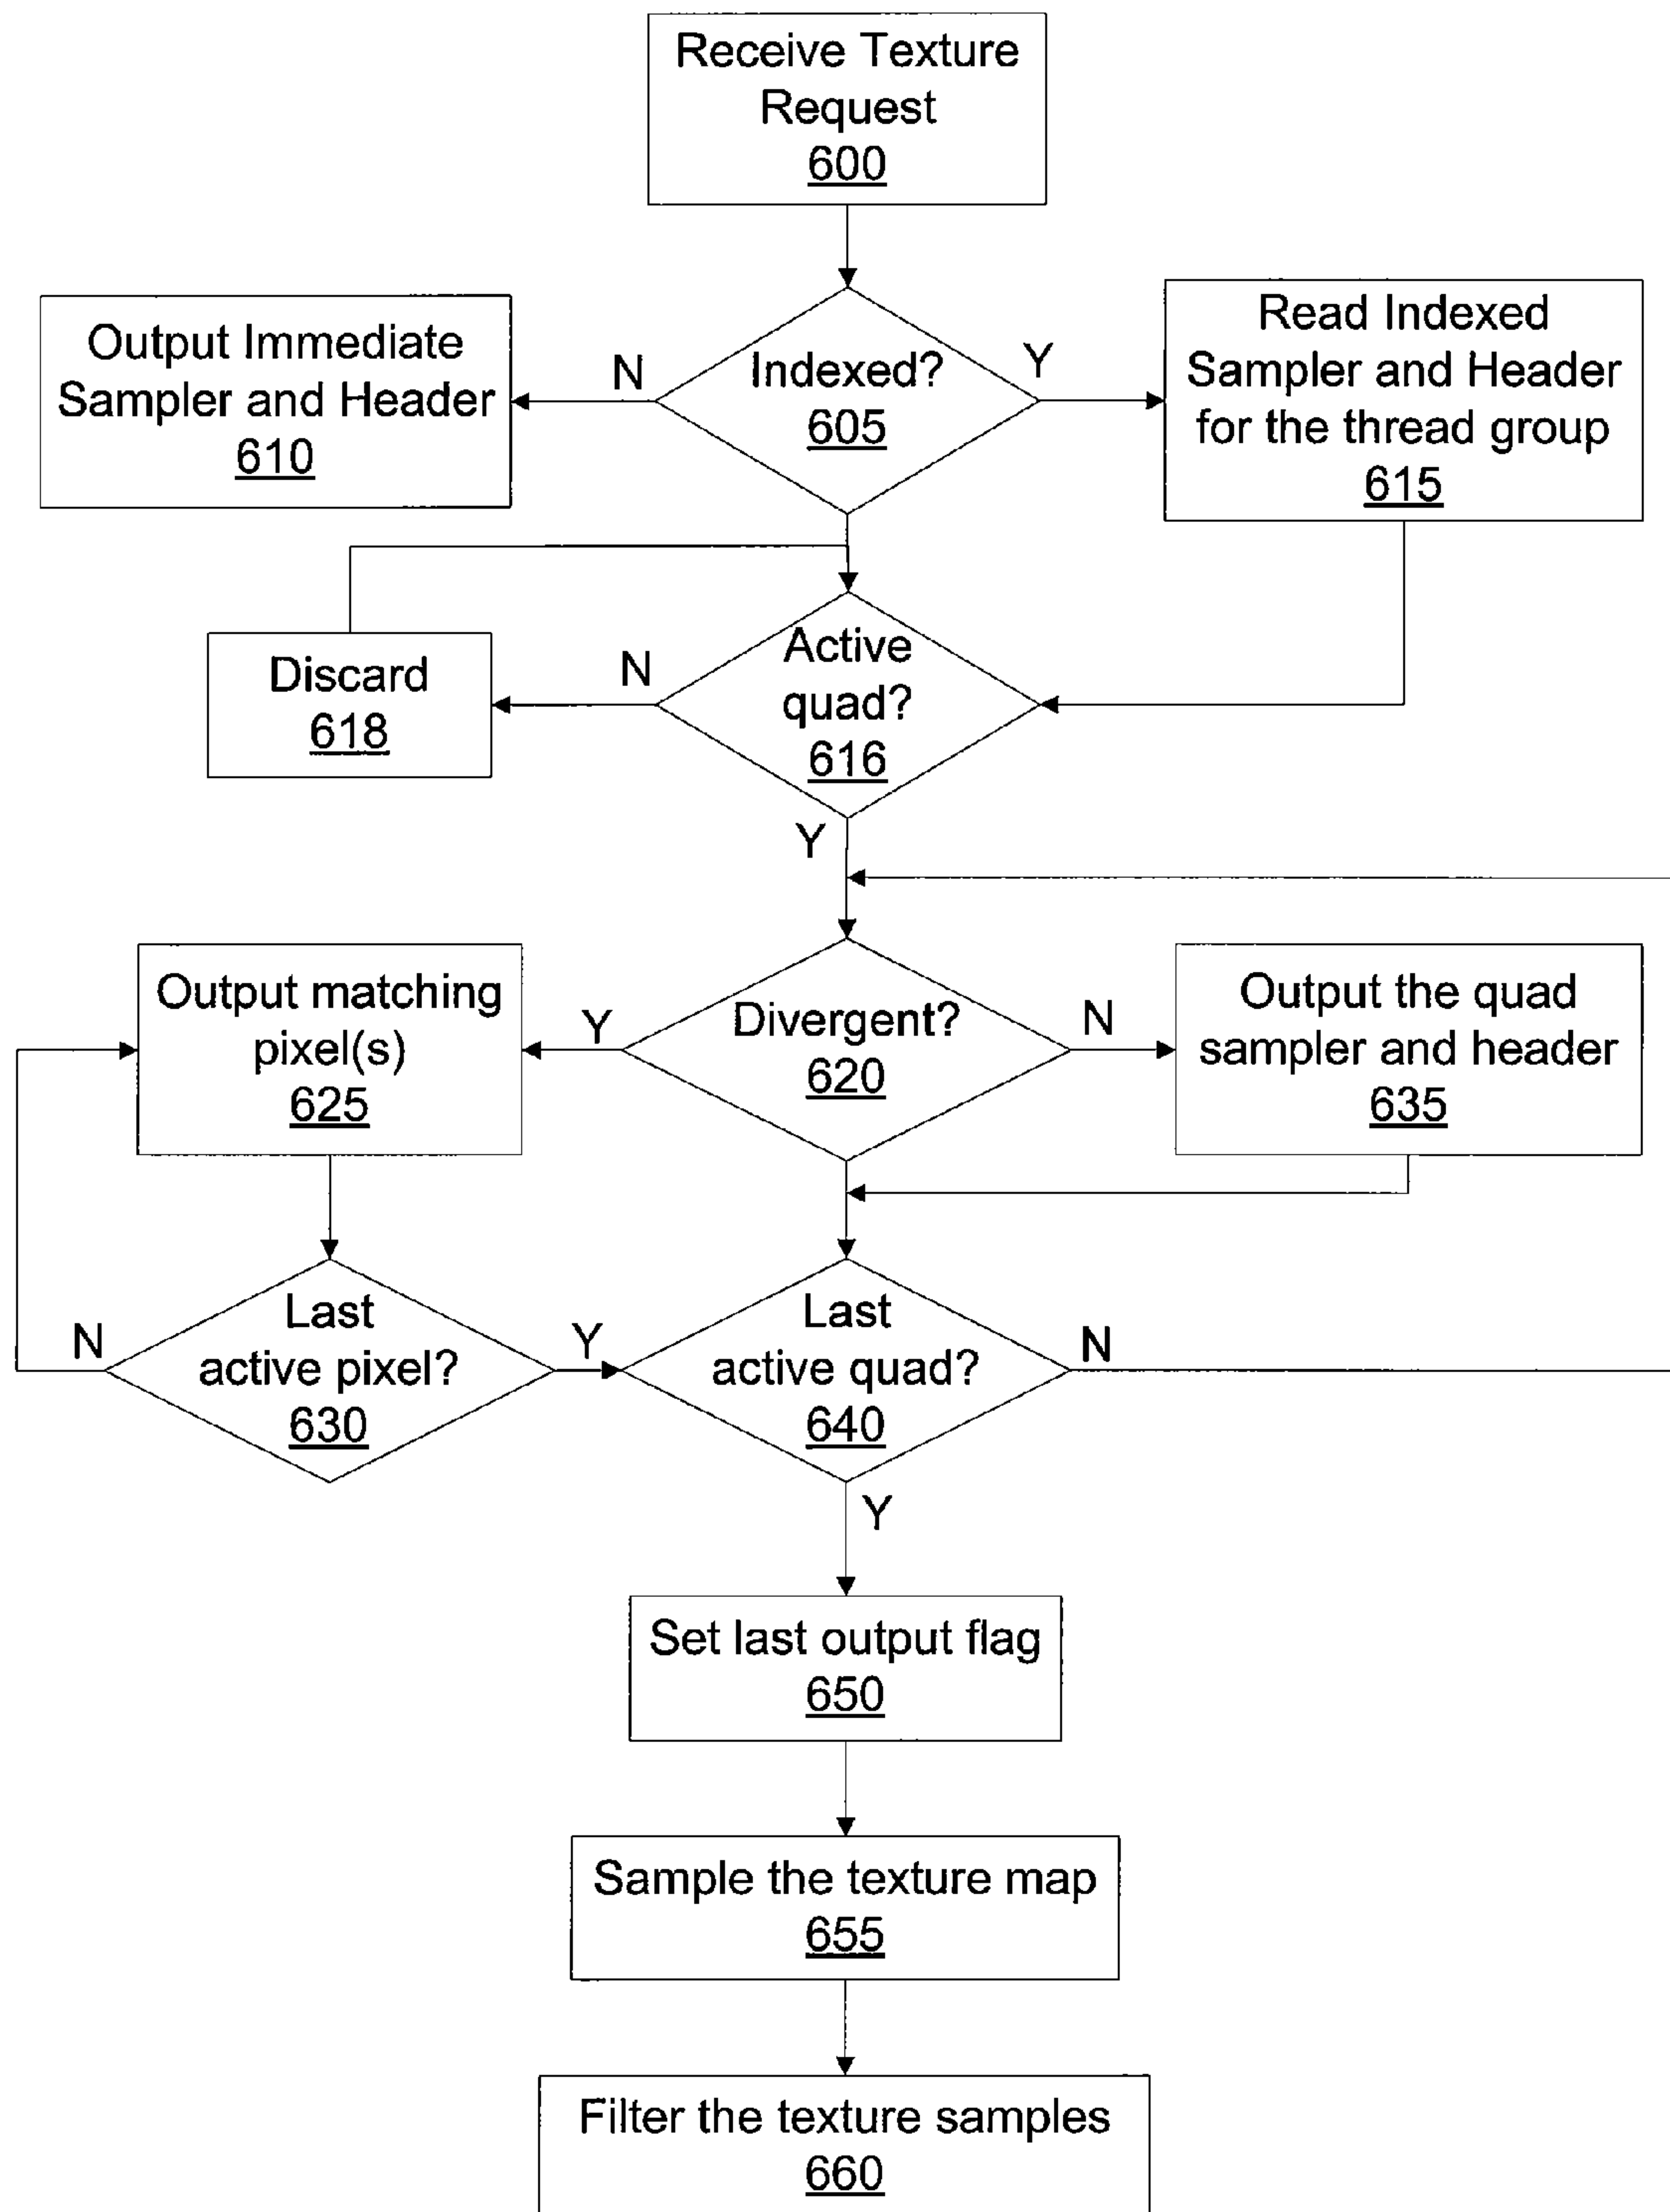 Receive Texture
Request
600
Indexed?
605
N
Y
Output Immediate
Sampler and Header
610
Read Indexed
Sampler and Header
for the thread group
615
Active
quad?
616
N
Y
Discard
618
Divergent?
620
Y
N
Output matching
pixel(s)
625
Output the quad
sampler and header
635
Last
active pixel?
630
N
Y
Last
active quad?
640
N
Y
Set last output flag
650
Sample the texture map
655
Filter the texture samples
660